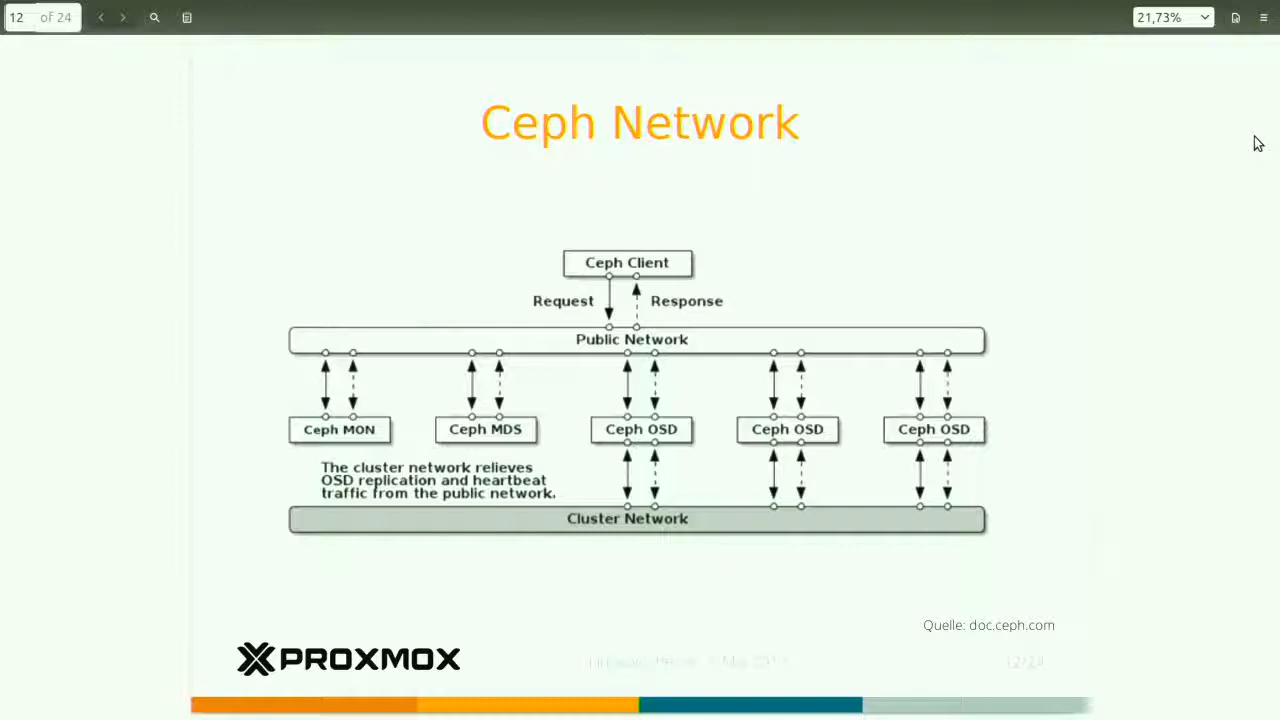 12 of 24
21,73%
Ceph Network
Ceph Client
Request
Response
Public Network
Ceph MON
Ceph MDS
Ceph OSD
Ceph OSD
Ceph OSD
The cluster network relieves
OSD replication and heartbeat
traffic from the public network.
Cluster Network
Quelle: doc.ceph.com
PROXMOX
12/24